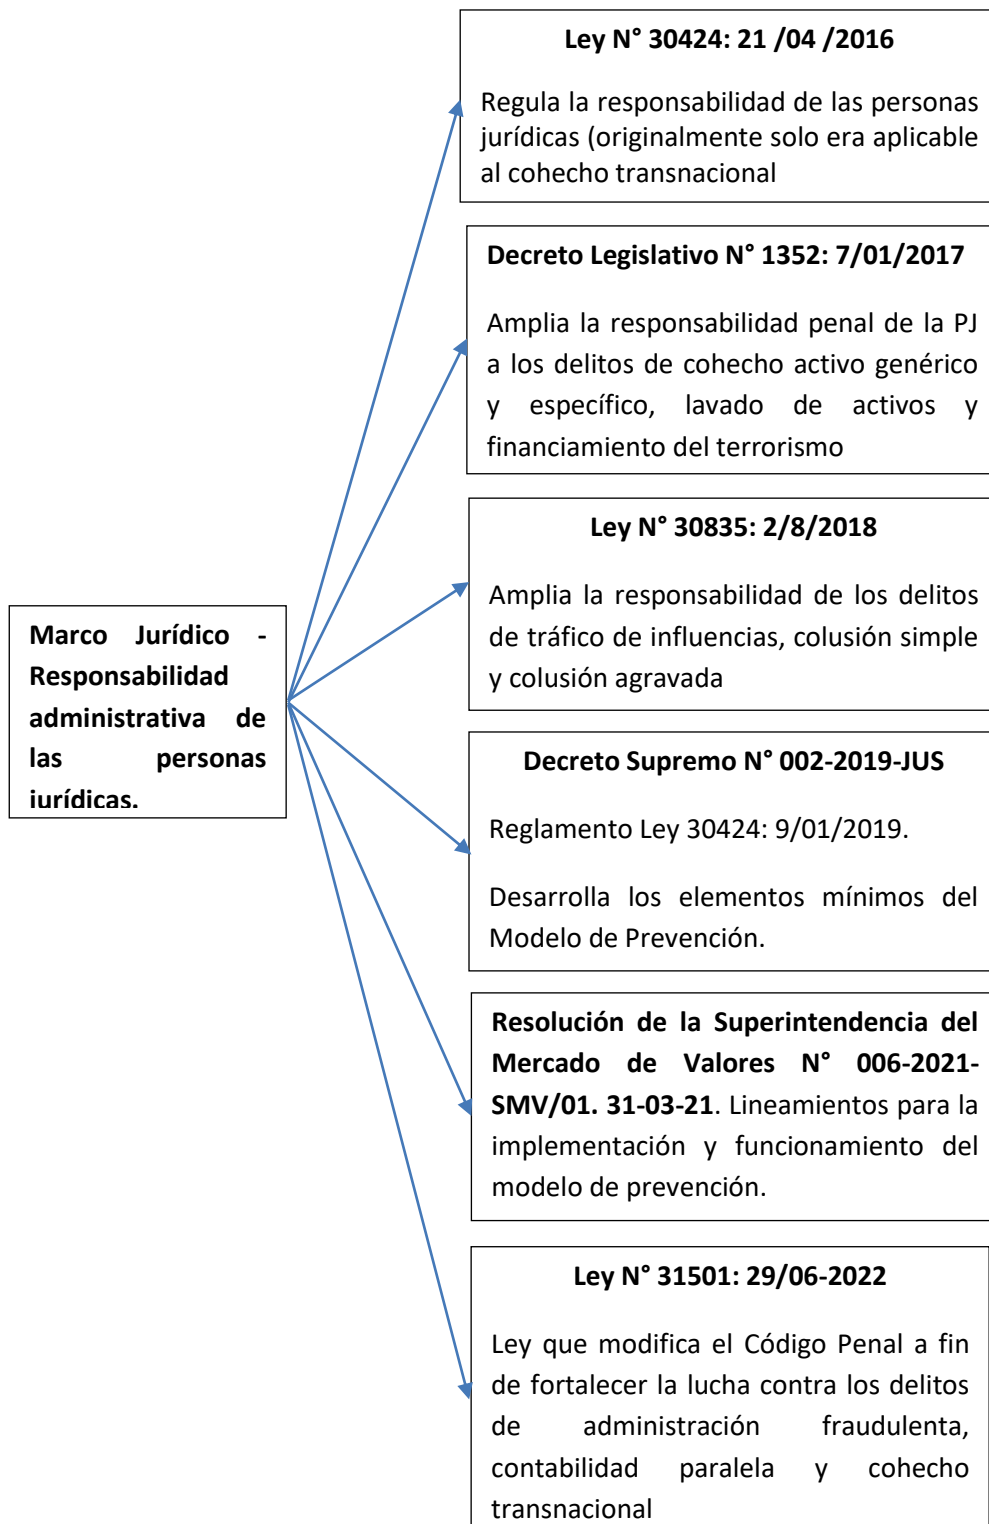 Ley N° 30424: 21 /04 /2016
Regula la responsabilidad de las personas
jurídicas (originalmente solo era aplicable
al cohecho transnacional
Decreto Legislativo N° 1352: 7/01/2017
Amplia la responsabilidad penal de la PJ
a los delitos de cohecho activo genérico
y específico, lavado de activos y
financiamiento del terrorismo
Ley N° 30835: 2/8/2018
Amplia la responsabilidad de los delitos
de tráfico de influencias, colusión simple
y colusión agravada
Marco Jurídico -
Responsabilidad
administrativa de
las personas
jurídicas.
Decreto Supremo N° 002-2019-JUS
Reglamento Ley 30424: 9/01/2019.
Desarrolla los elementos mínimos del
Modelo de Prevención.
Resolución de la Superintendencia del
Mercado de Valores N° 006-2021-
SMV/01. 31-03-21. Lineamientos para la
implementación y funcionamiento del
modelo de prevención.
Ley N° 31501: 29/06-2022
Ley que modifica el Código Penal a fin
de fortalecer la lucha contra los delitos
de administración fraudulenta,
contabilidad paralela y cohecho
transnacional